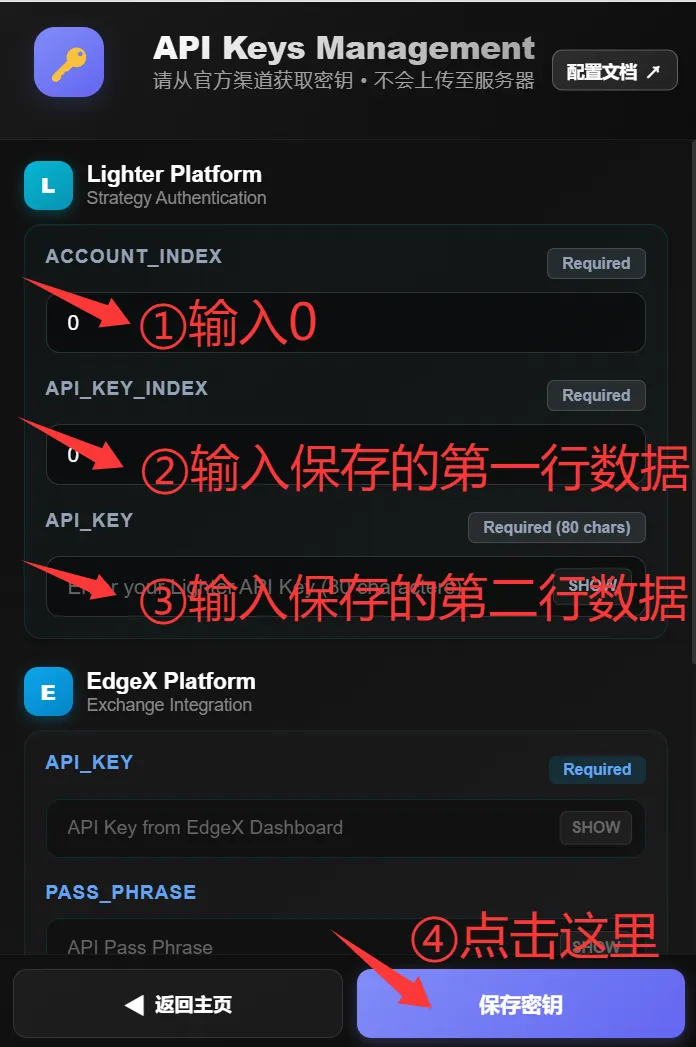 API Keys Management
请从官方渠道获取密钥 • 不会上传至服务器
配置文档 ↗
L
Lighter Platform
Strategy Authentication
ACCOUNT_INDEX
Required
0
①输入0
API_KEY_INDEX
Required
0
②输入保存的第一行数据
API_KEY
Required (80 chars)
Enter your Lighter API Key (80 characters)
SHOW
③输入保存的第二行数据
E
EdgeX Platform
Exchange Integration
API_KEY
Required
API Key from EdgeX Dashboard
SHOW
PASS_PHRASE
④点击这里
API Pass Phrase
SHOW
◀ 返回主页
保存密钥